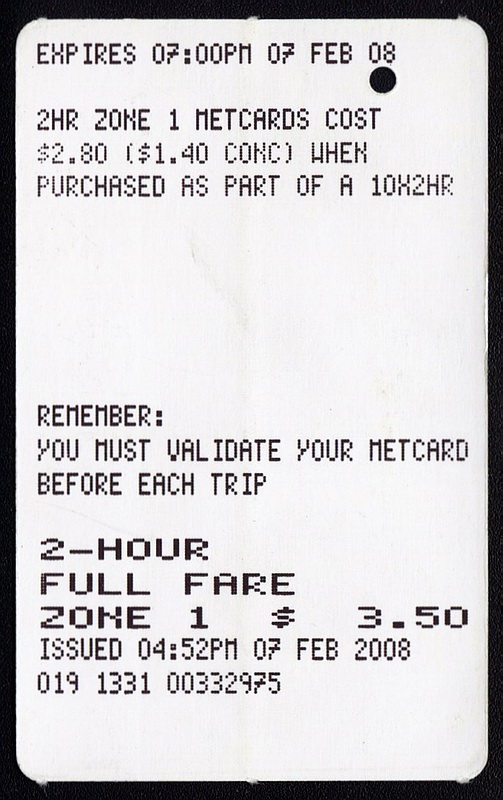 EXPIRES 07:00PM 07 FEB 08
2HR ZONE 1 METCARDS COST
$2.80 ($1.40 CONC) WHEN
PURCHASED AS PART OF A 10X2HR
REMEMBER:
YOU MUST VALIDATE YOUR METCARD
BEFORE EACH TRIP
2-HOUR
FULL FARE
ZONE 1 $ 3.50
ISSUED 04:52PM 07 FEB 2008
019 1331 00332975